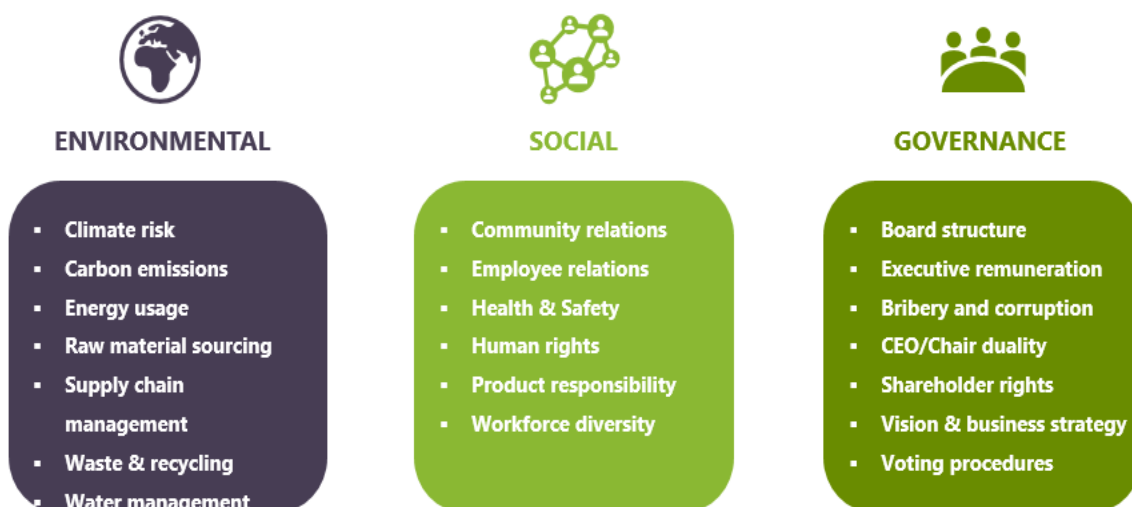 ENVIRONMENTAL
▪ Climate risk
▪ Carbon emissions
▪ Energy usage
▪ Raw material sourcing
▪ Supply chain
management
▪ Waste & recycling
▪ Water management
SOCIAL
▪ Community relations
▪ Employee relations
▪ Health & Safety
▪ Human rights
▪ Product responsibility
▪ Workforce diversity
GOVERNANCE
▪ Board structure
▪ Executive remuneration
▪ Bribery and corruption
▪ CEO/Chair duality
▪ Shareholder rights
▪ Vision & business strategy
▪ Voting procedures